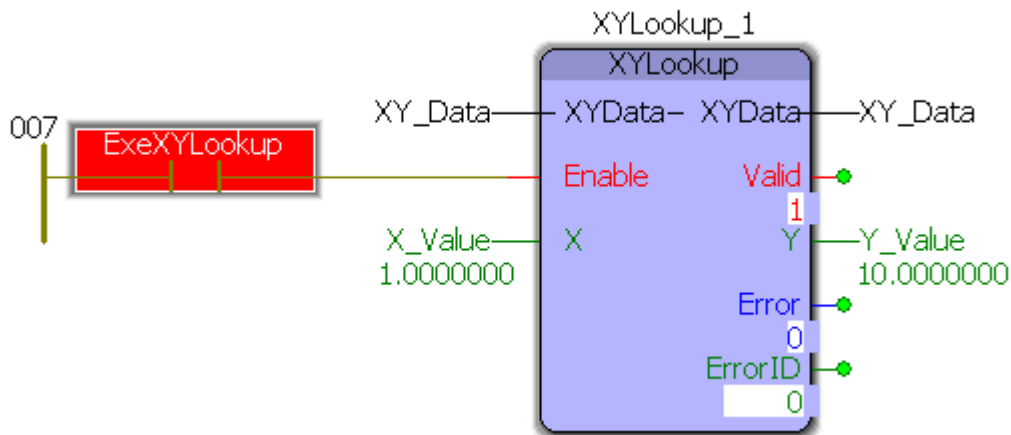 XYLookup_1
XYLookup
XY_Data XYData XYData XY_Data
007
ExeXYLookup
Enable Valid
1
X_Value X Y Y_Value
1.0000000 10.0000000
Error
0
ErrorID
0